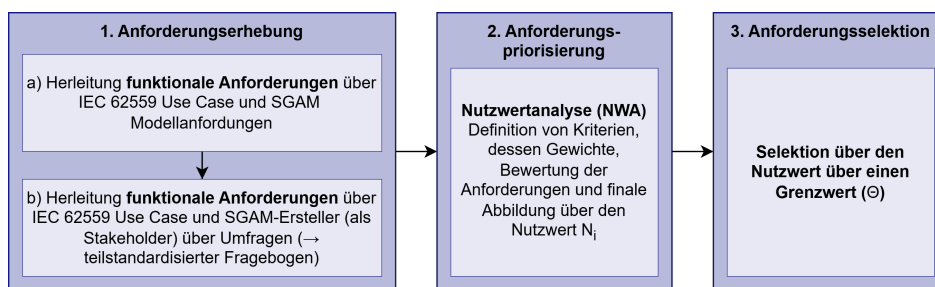 1. Anforderungserhebung
a) Herleitung funktionale Anforderungen über
IEC 62559 Use Case und SGAM
Modellanfordungen
b) Herleitung funktionale Anforderungen über
IEC 62559 Use Case und SGAM-Ersteller (als
Stakeholder) über Umfragen (→
teilstandardisierter Fragebogen)
2. Anforderungs-
priorisierung
Nutzwertanalyse (NWA)
Definition von Kriterien,
dessen Gewichte,
Bewertung der
Anforderungen und finale
Abbildung über den
Nutzwert Nᵢ
3. Anforderungsselektion
Selektion über den
Nutzwert über einen
Grenzwert (Θ)